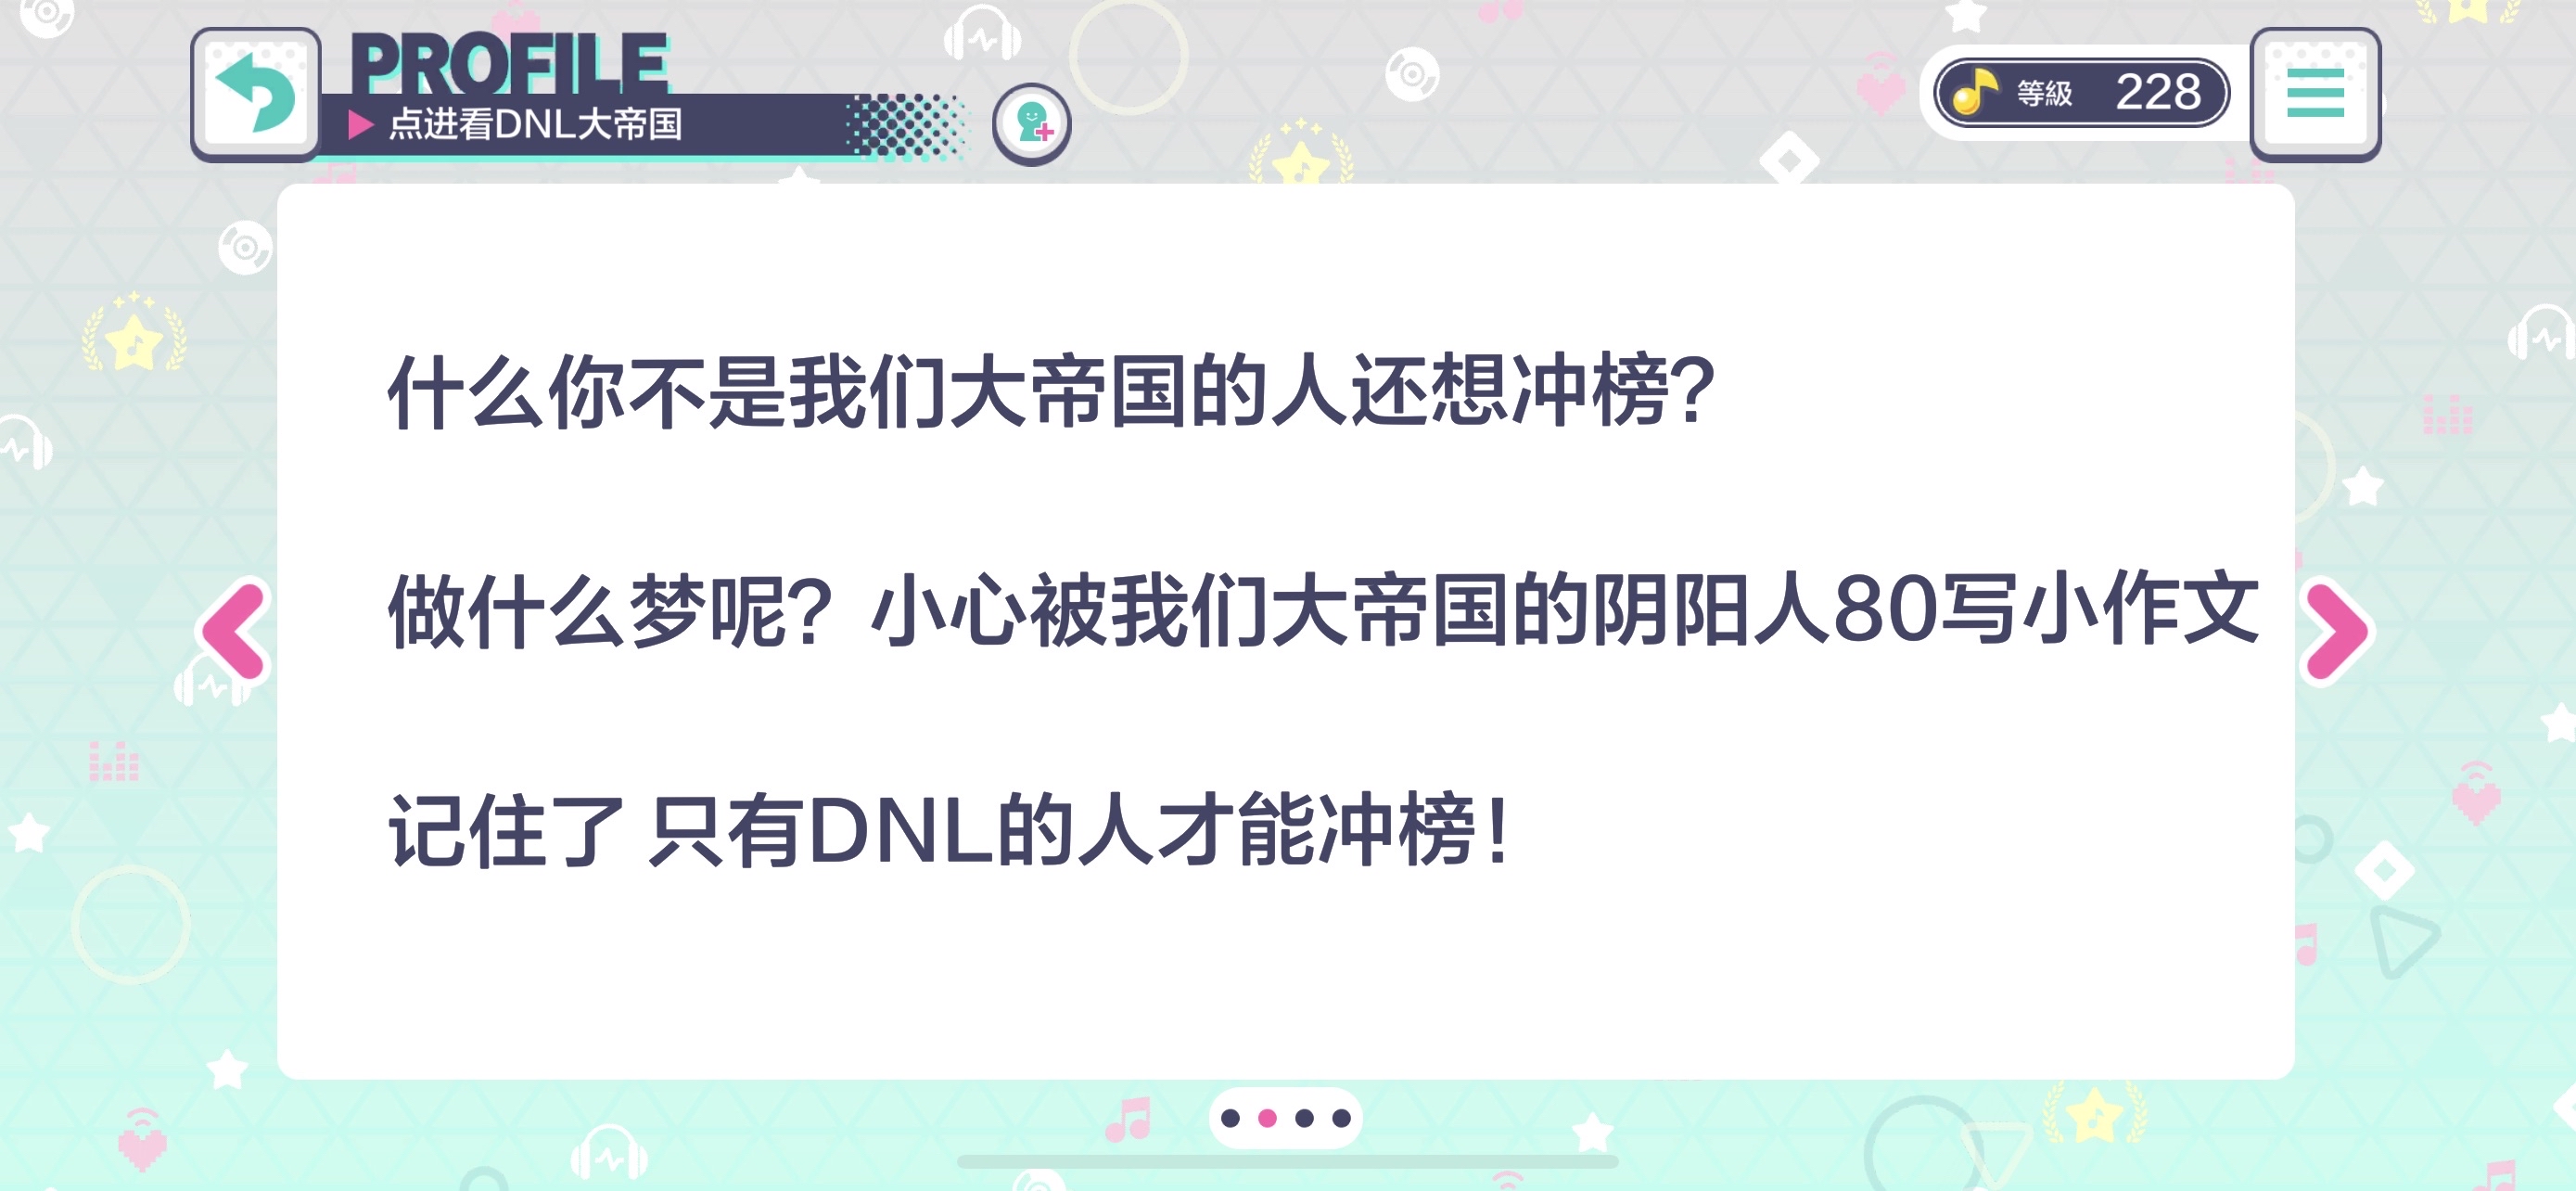 PROFILE
点进看DNL大帝国
等級 228
什么你不是我们大帝国的人还想冲榜？
做什么梦呢？小心被我们大帝国的阴阳人80写小作文
记住了 只有DNL的人才能冲榜！